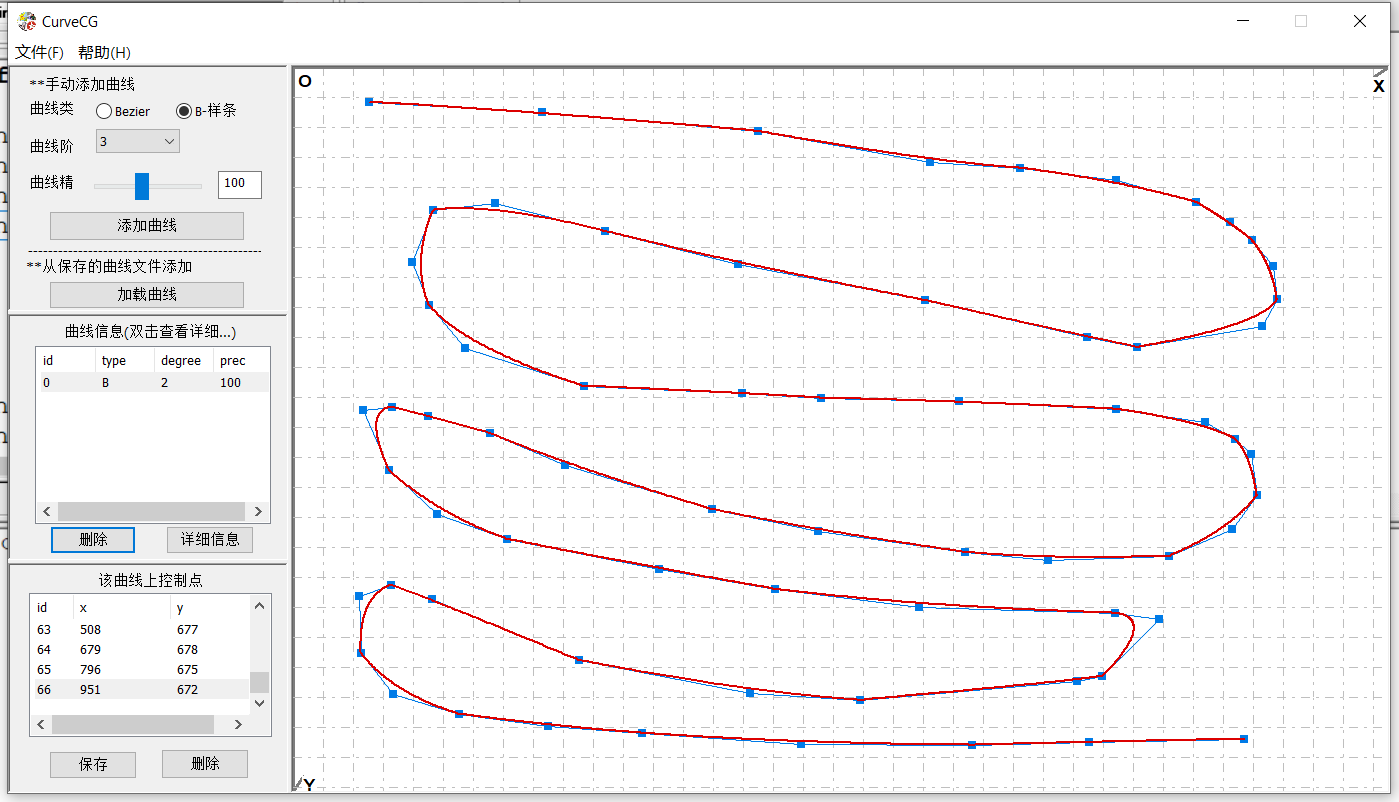 CurveCG
文件(F) 帮助(H)
**手动添加曲线
曲线类 Bezier B-样条
曲线阶 3
曲线精 100
添加曲线
**从保存的曲线文件添加
加载曲线
曲线信息(双击查看详细...)
id type degree prec
0 B 2 100
删除 详细信息
该曲线上控制点
id x y
63 508 677
64 679 678
65 796 675
66 951 672
保存 删除
O
X
Y